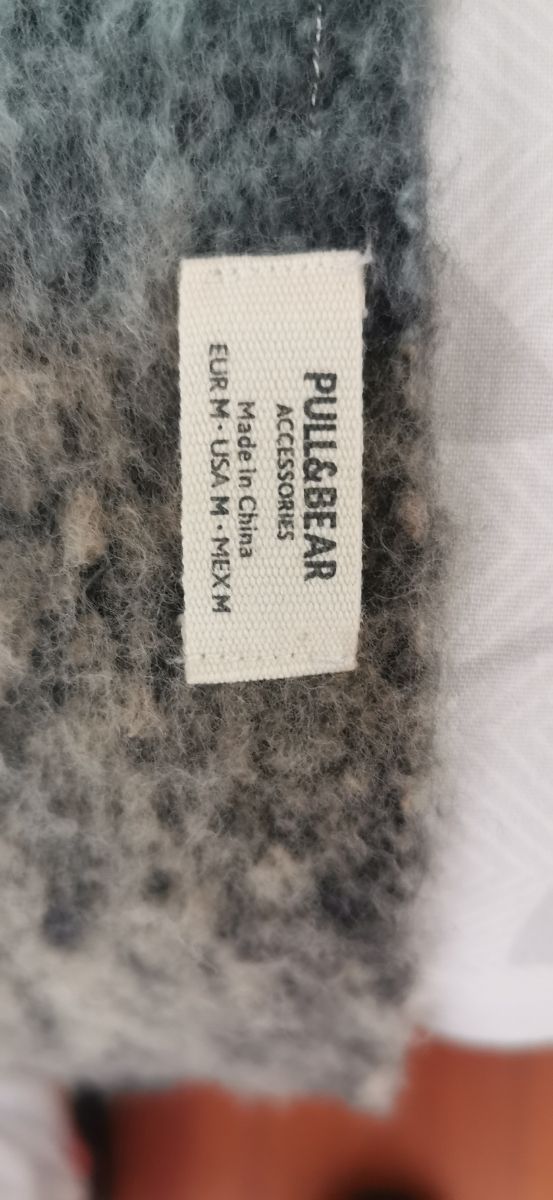 PULL&BEAR
ACCESSORIES
Made in China
EUR M · USA M · MEX M